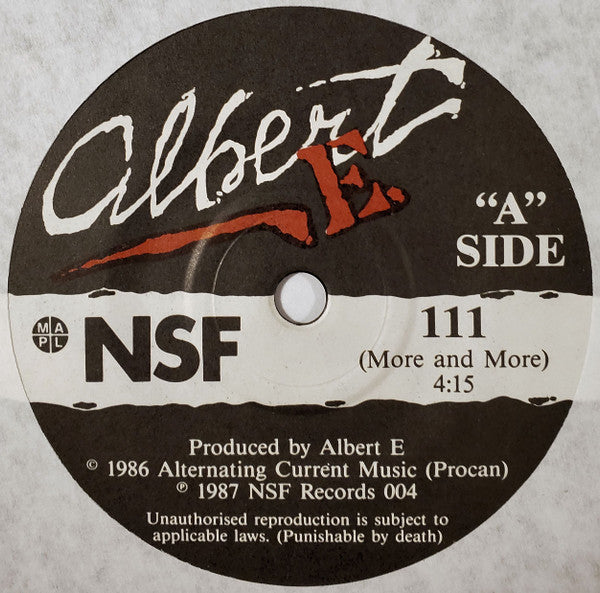 Albert E.
“A”
SIDE
M A
P L
NSF
111
(More and More)
4:15
Produced by Albert E
© 1986 Alternating Current Music (Procan)
℗ 1987 NSF Records 004
Unauthorised reproduction is subject to
applicable laws. (Punishable by death)